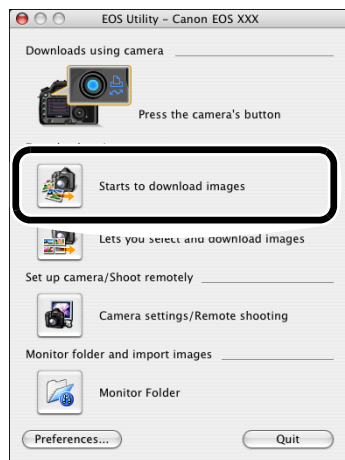 EOS Utility – Canon EOS XXX
Downloads using camera
Press the camera's button
Starts to download images
Lets you select and download images
Set up camera/Shoot remotely
Camera settings/Remote shooting
Monitor folder and import images
Monitor Folder
Preferences...
Quit